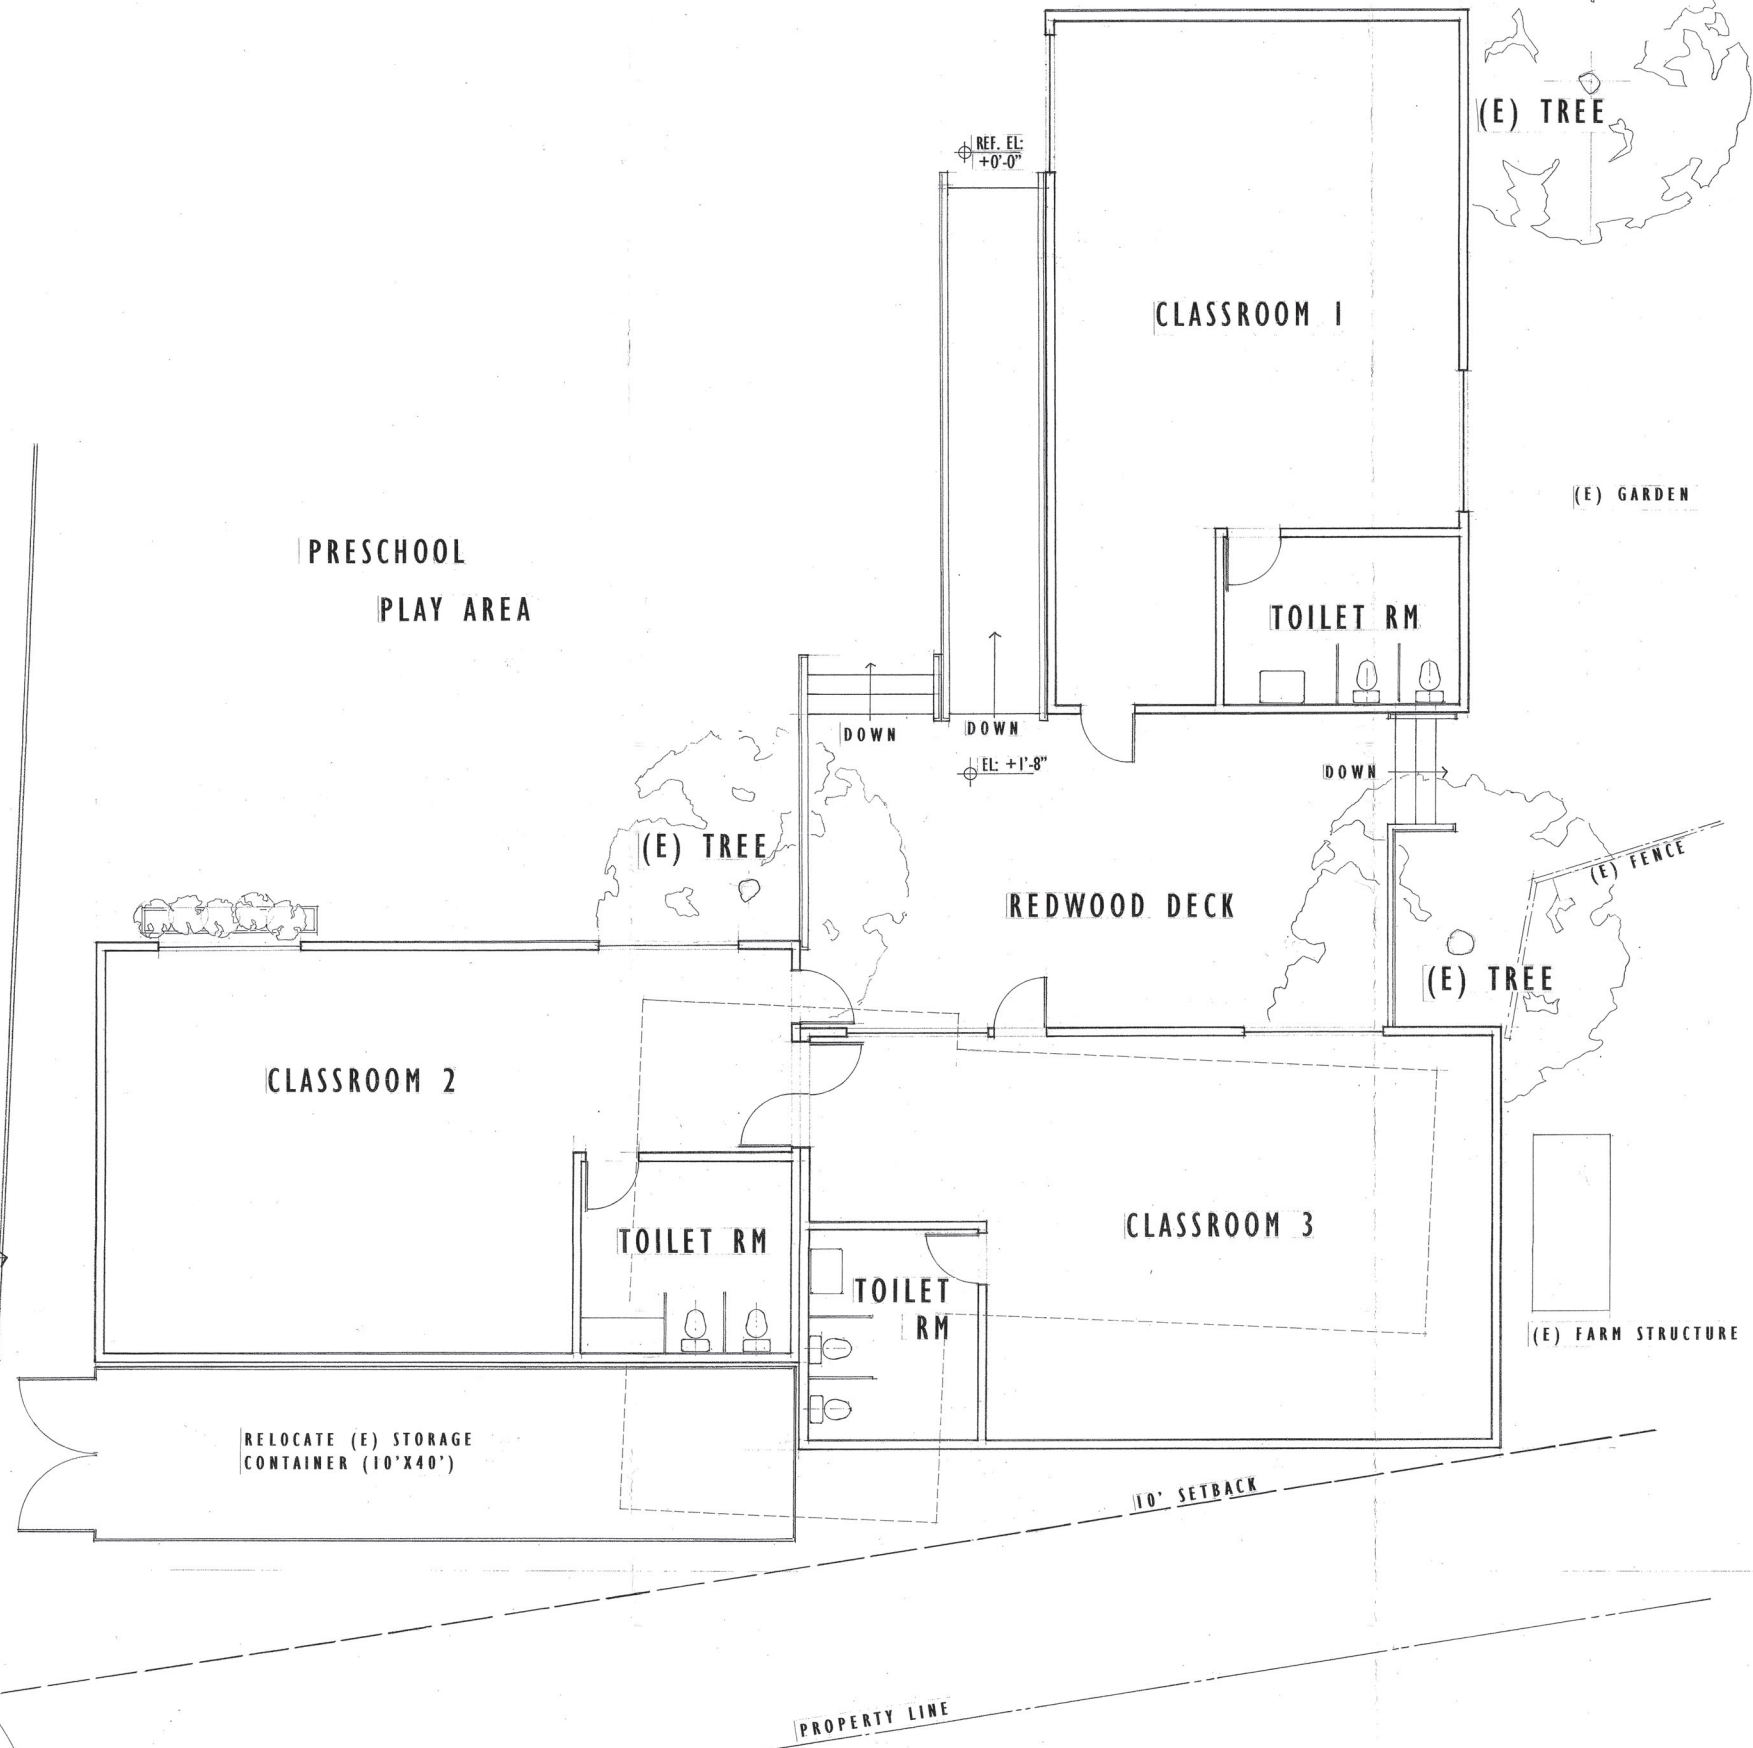 (E) TREE
REF. EL:
+0'-0"
CLASSROOM 1
(E) GARDEN
PRESCHOOL
PLAY AREA
TOILET RM
DOWN
DOWN
EL: +1'-8"
DOWN
(E) TREE
(E) FENCE
REDWOOD DECK
(E) TREE
CLASSROOM 2
CLASSROOM 3
TOILET RM
TOILET
RM
(E) FARM STRUCTURE
RELOCATE (E) STORAGE
CONTAINER (10'X40')
10' SETBACK
PROPERTY LINE